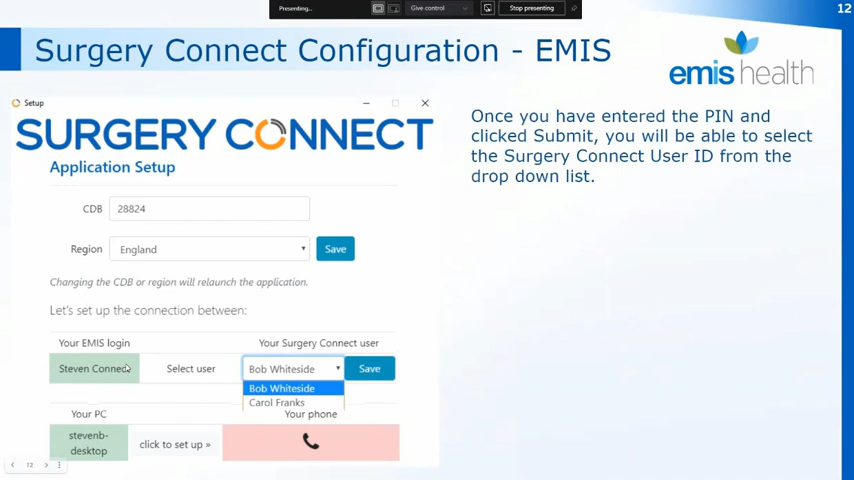 Presenting...
Give control
Stop presenting
12
Surgery Connect Configuration - EMIS
emis health
Setup
SURGERY CONNECT
Application Setup
CDB
28824
Region
England
Save
Changing the CDB or region will relaunch the application.
Let's set up the connection between:
Your EMIS login
Your Surgery Connect user
Steven Connec
Select user
Bob Whiteside
Save
Bob Whiteside
Carol Franks
Your PC
Your phone
stevenb-
desktop
click to set up »
Once you have entered the PIN and
clicked Submit, you will be able to select
the Surgery Connect User ID from the
drop down list.
12